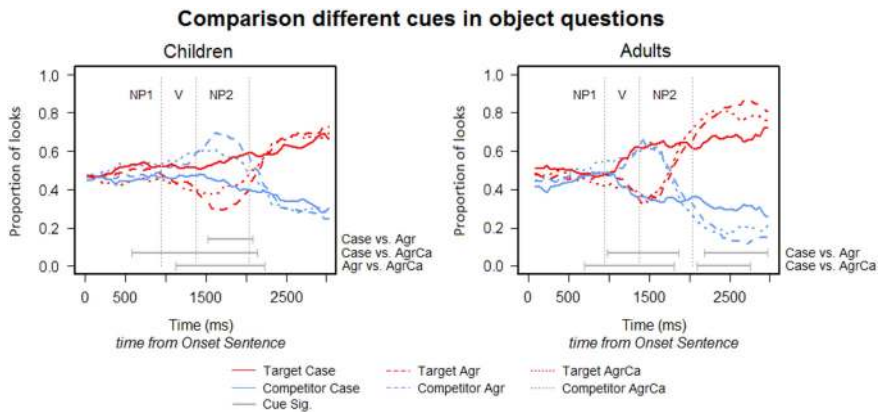 Comparison different cues in object questions
Children
Adults
Proportion of looks
1.0
0.8
0.6
0.4
0.2
0.0
NP1 V NP2
Case vs. Agr
Case vs. AgrCa
Agr vs. AgrCa
0 500 1500 2500
Time (ms)
time from Onset Sentence
Proportion of looks
1.0
0.8
0.6
0.4
0.2
0.0
NP1 V NP2
Case vs. Agr
Case vs. AgrCa
0 500 1500 2500
Time (ms)
time from Onset Sentence
Target Case Target Agr Target AgrCa
Competitor Case Competitor Agr Competitor AgrCa
Cue Sig.